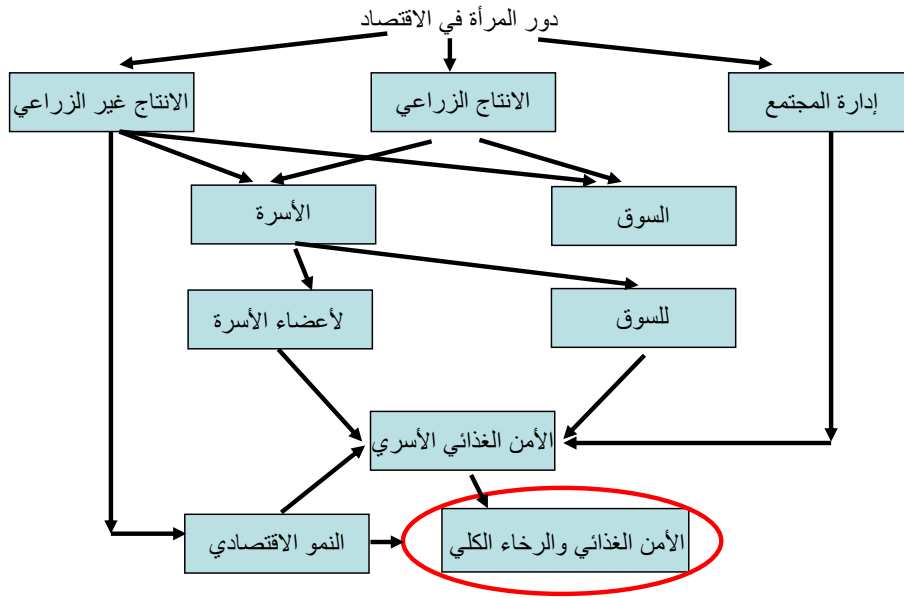 دور المرأة في الاقتصاد
إدارة المجتمع
الانتاج الزراعي
الانتاج غير الزراعي
السوق
الأسرة
للسوق
لأعضاء الأسرة
الأمن الغذائي الأسري
الأمن الغذائي والرخاء الكلي
النمو الاقتصادي